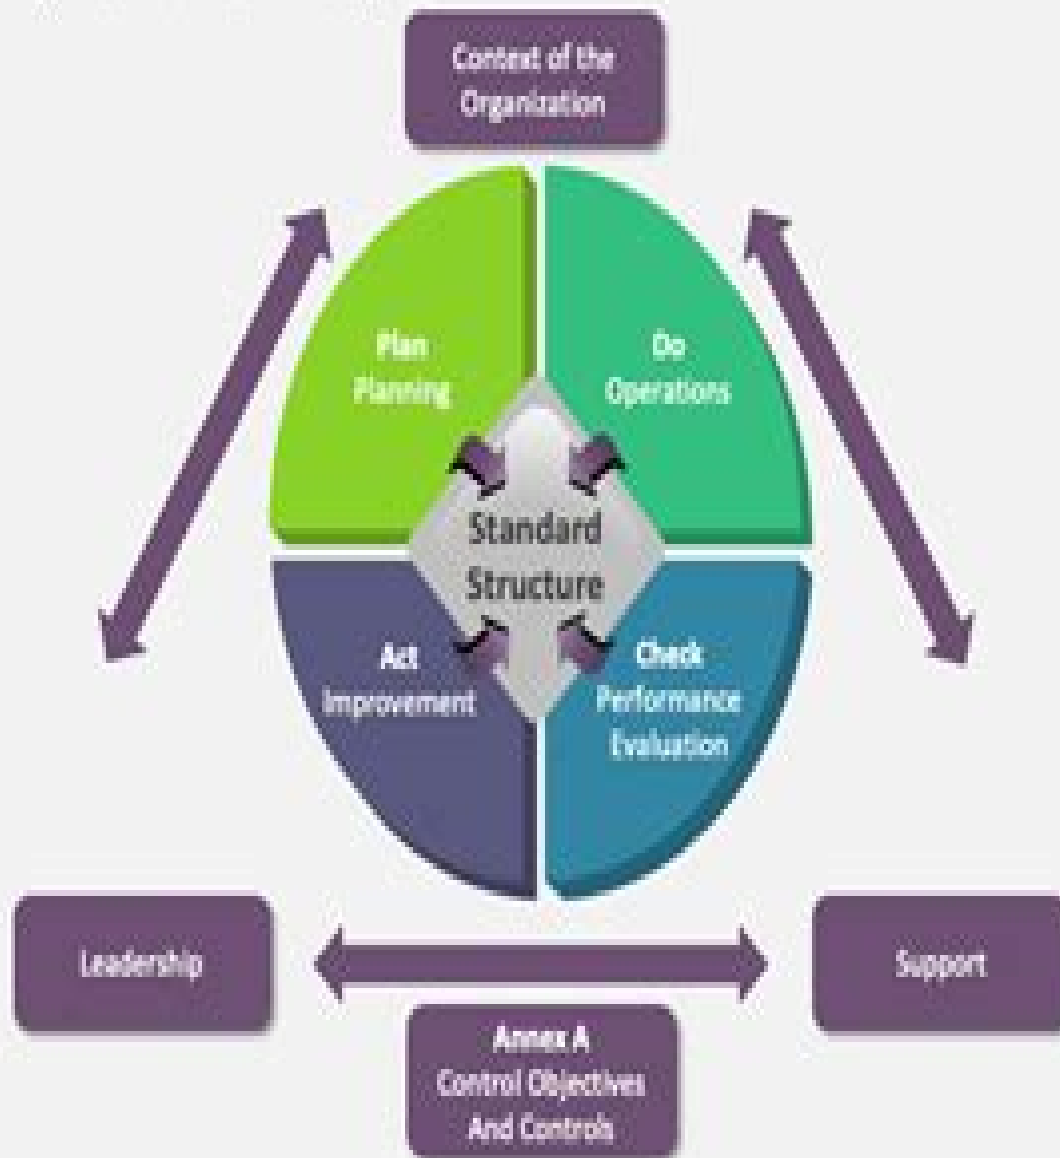 Context of the
Organization
Plan
Planning
Do
Operations
Standard
Structure
Act
Improvement
Check
Performance
Evaluation
Leadership
Support
Annex A
Control Objectives
And Controls